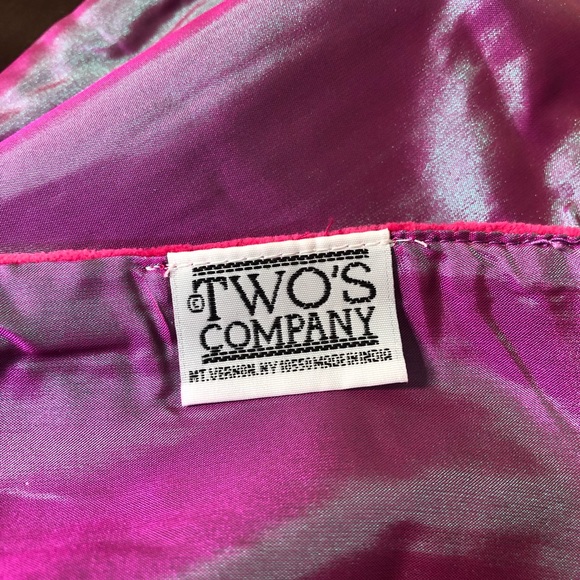 © TWO'S
COMPANY
MT. VERNON. NY 10550 MADE IN INDIA